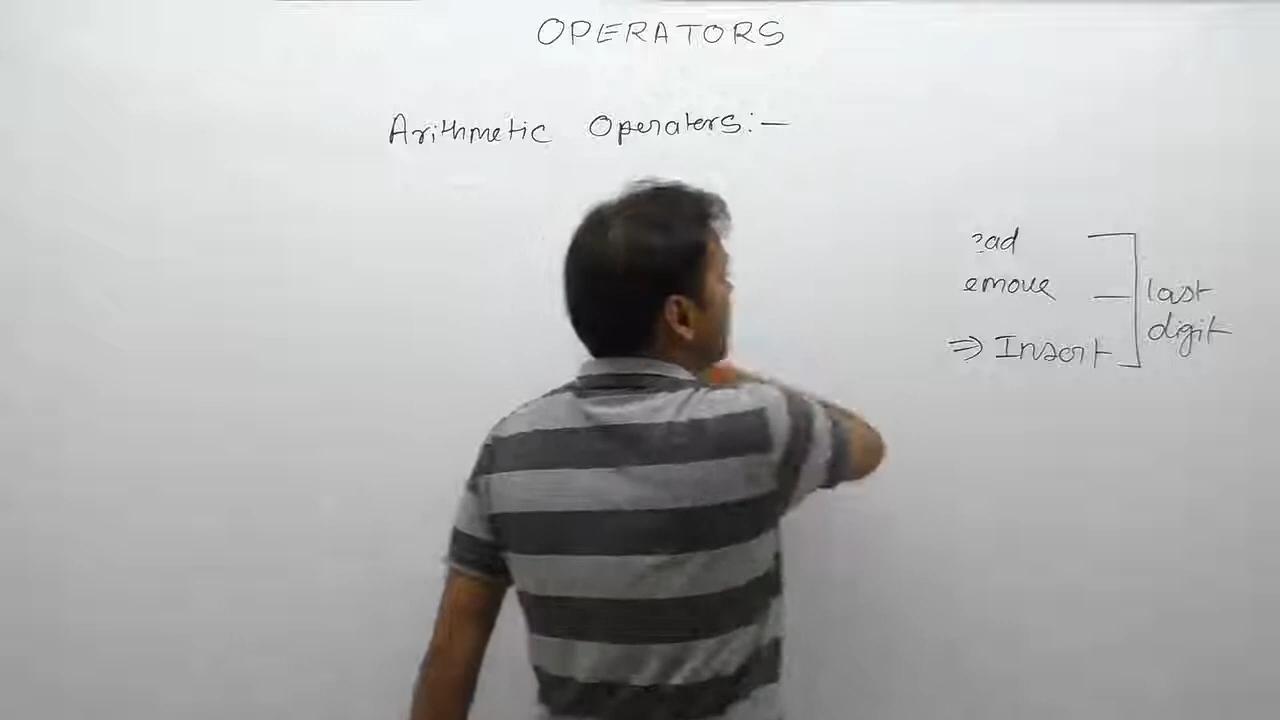 OPERATORS
Arithmetic Operators:-
ead
emove
⇒ Insert
last
digit